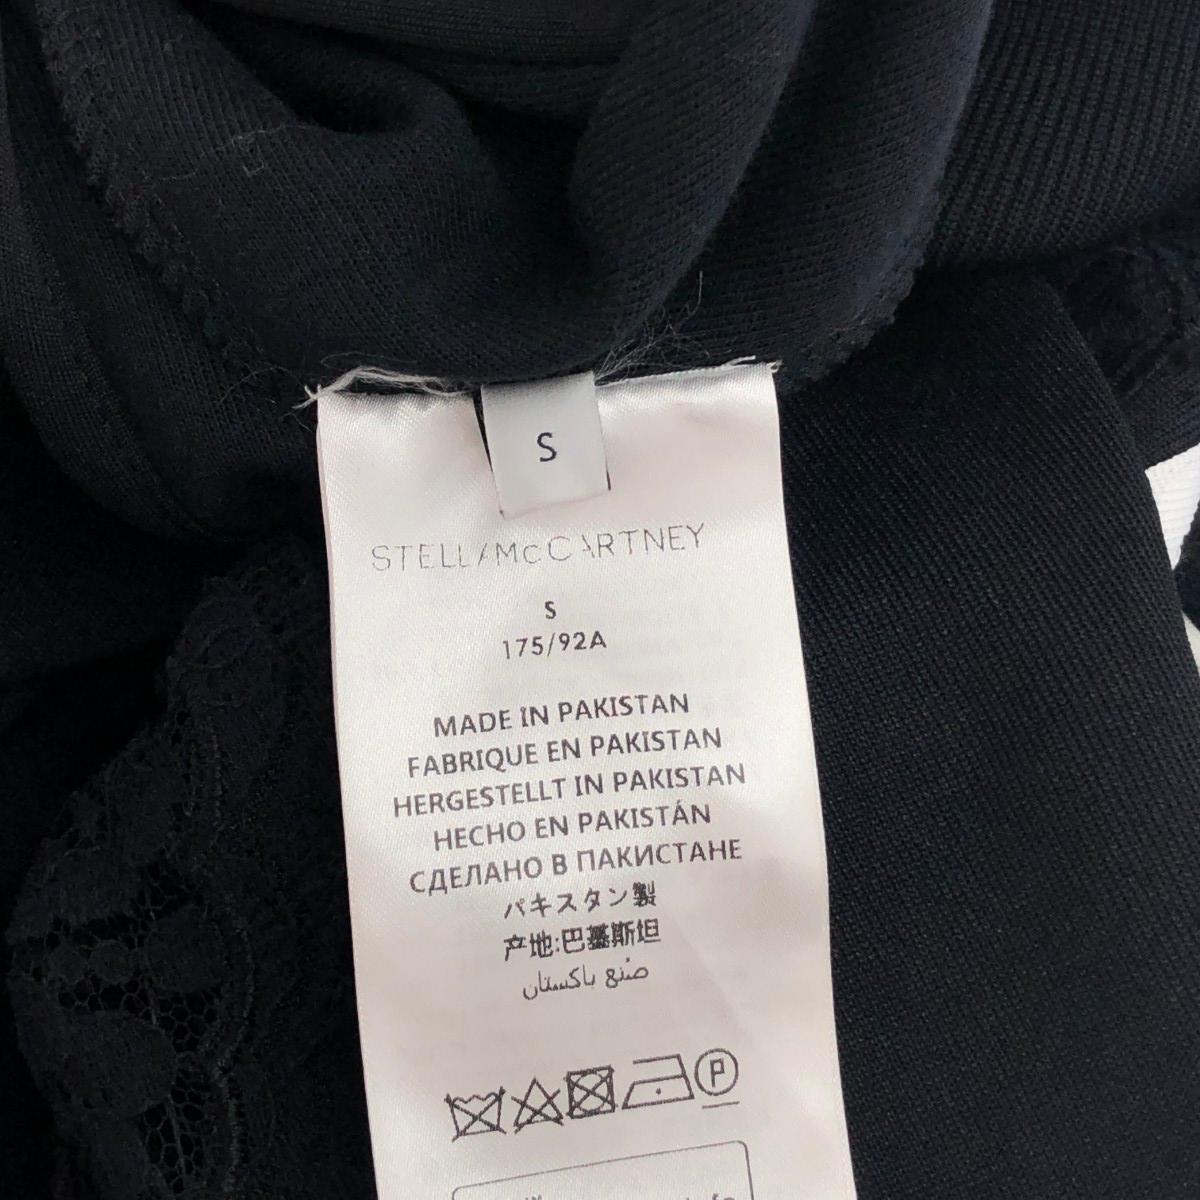 S
STELLA McCARTNEY
S
175/92A
MADE IN PAKISTAN
FABRIQUE EN PAKISTAN
HERGESTELLT IN PAKISTAN
HECHO EN PAKISTÁN
СДЕЛАНО В ПАКИСТАНЕ
パキスタン製
产地:巴基斯坦
صنع باكستان
P